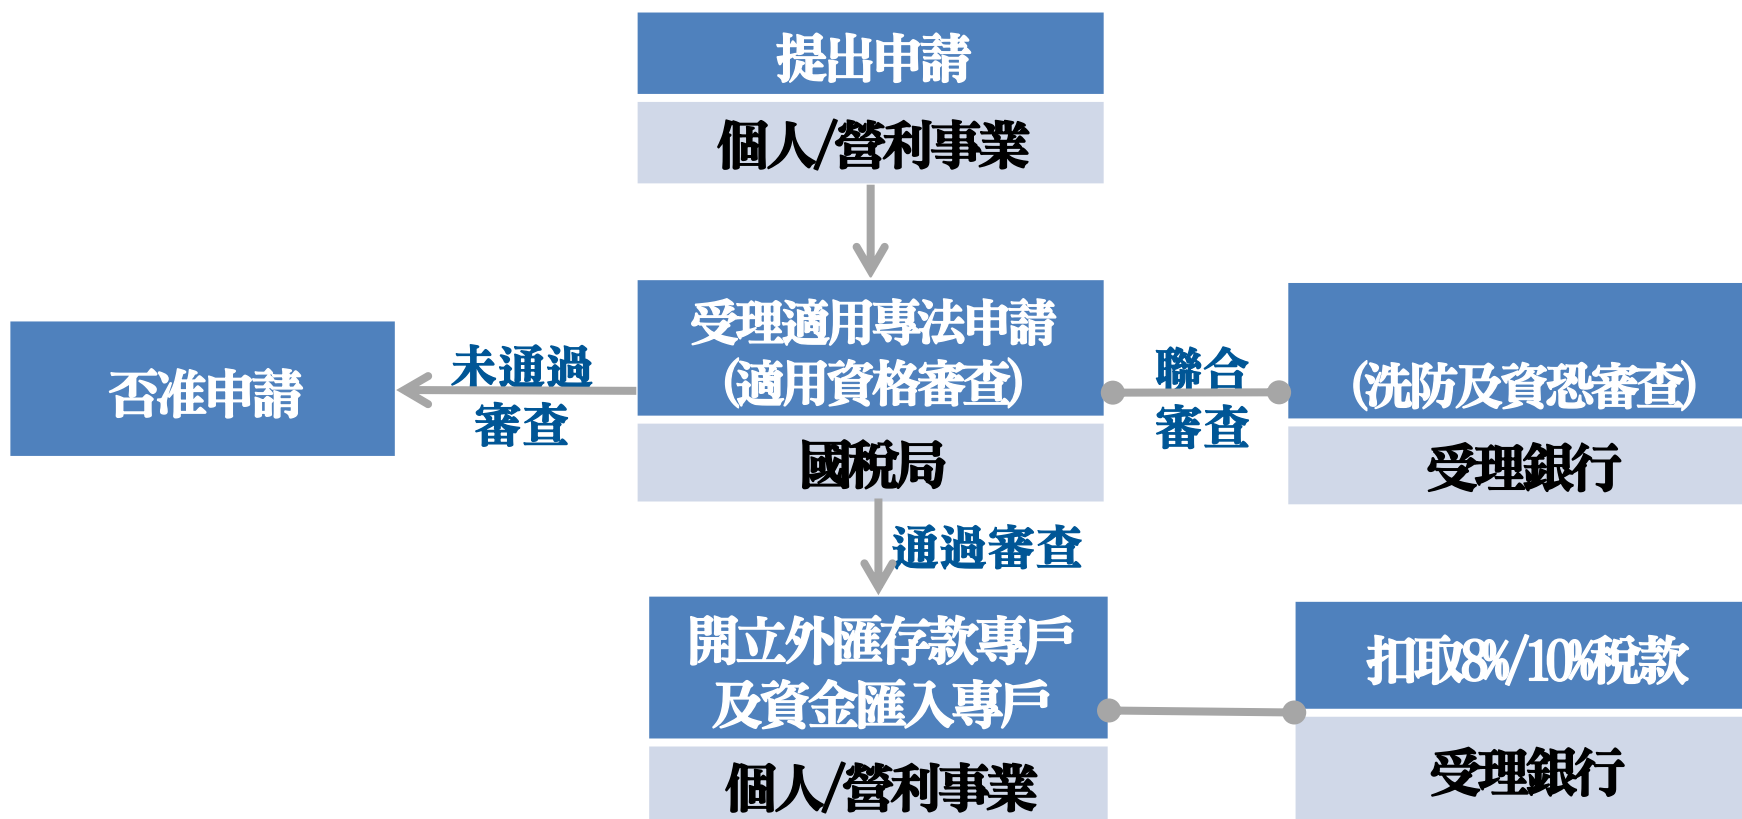 提出申請
個人/營利事業
受理適用專法申請
(適用資格審查)
國稅局
未通過
審查
否准申請
聯合
審查
(洗防及資恐審查)
受理銀行
通過審查
開立外匯存款專戶
及資金匯入專戶
個人/營利事業
扣取8%/10%稅款
受理銀行